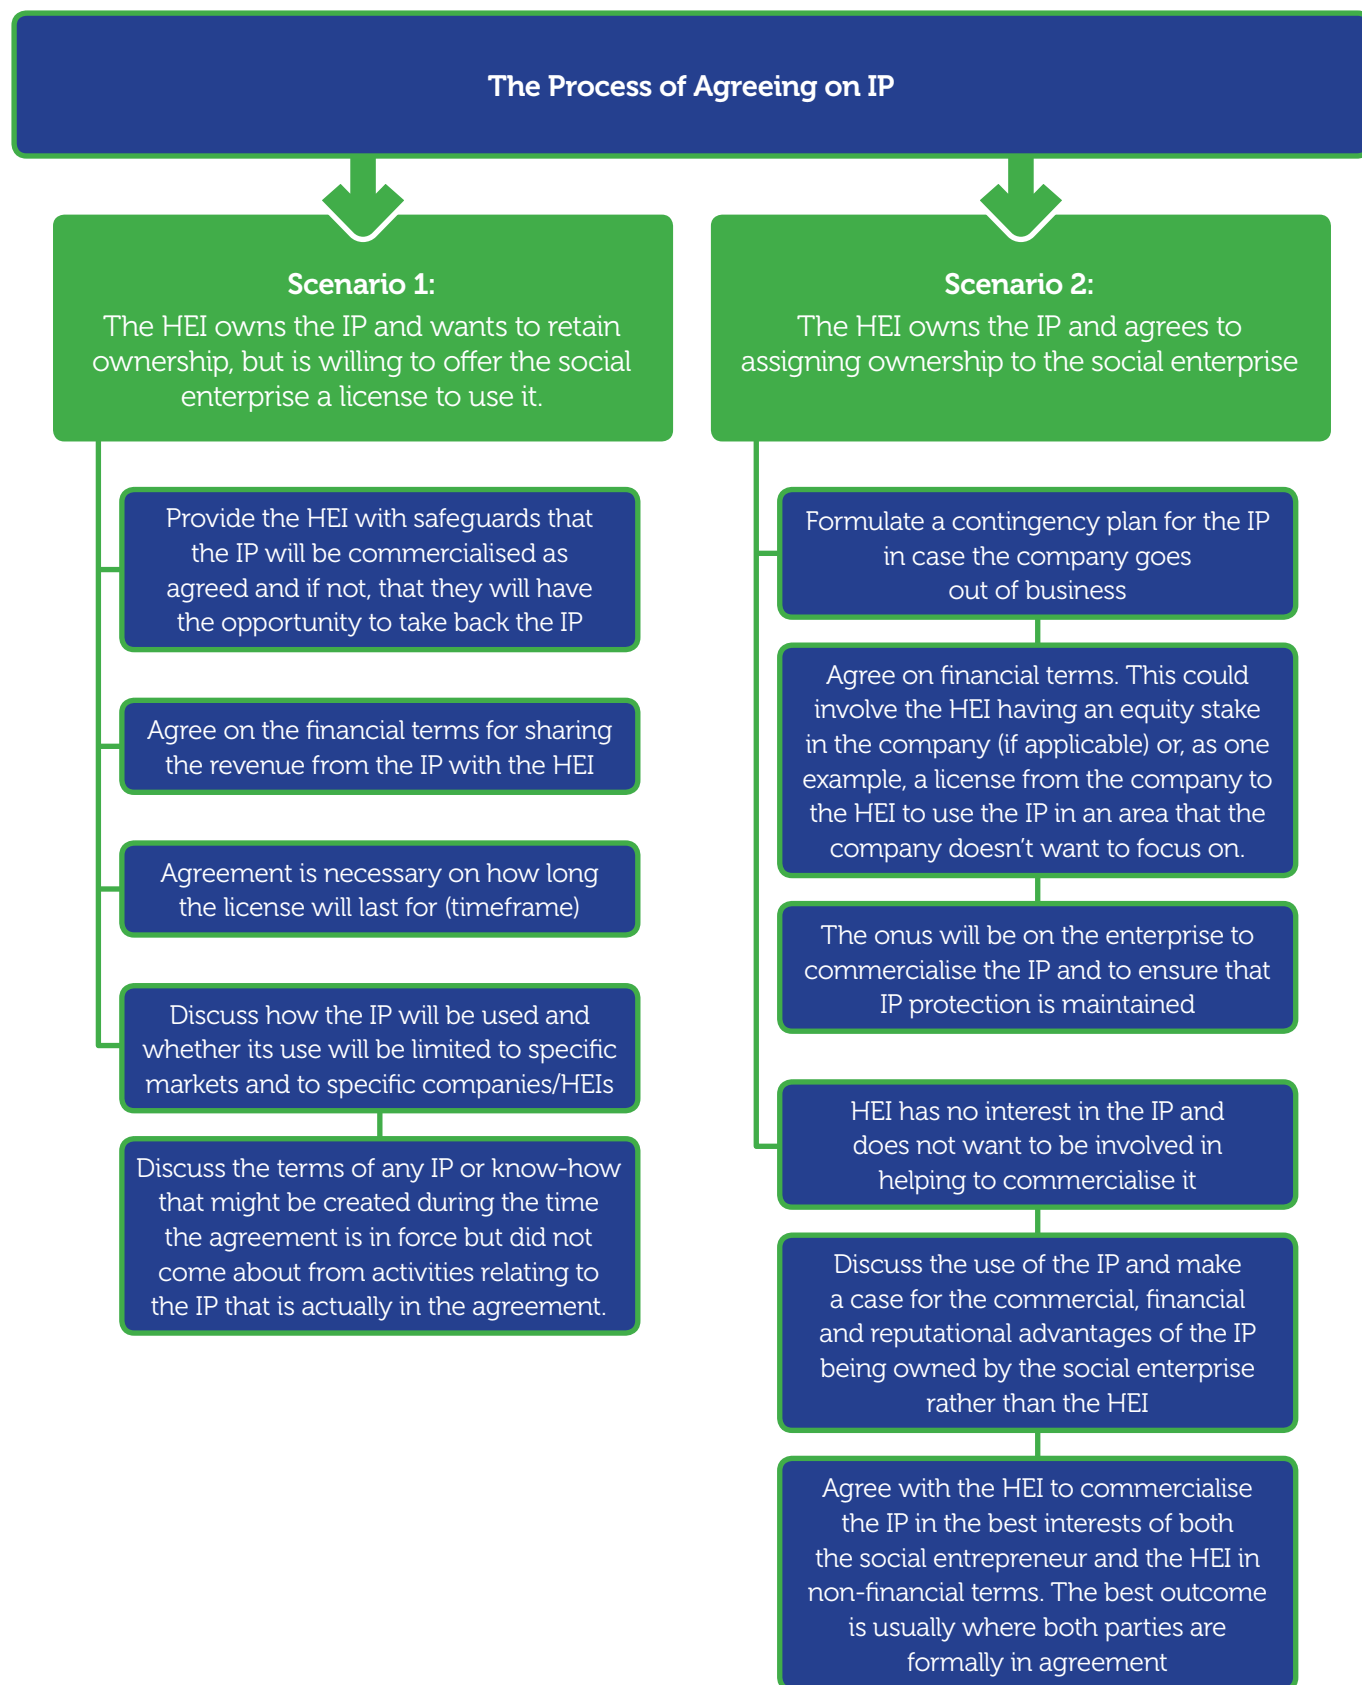 The Process of Agreeing on IP
Scenario 1:
The HEI owns the IP and wants to retain
ownership, but is willing to offer the social
enterprise a license to use it.
Provide the HEI with safeguards that
the IP will be commercialised as
agreed and if not, that they will have
the opportunity to take back the IP
Agree on the financial terms for sharing
the revenue from the IP with the HEI
Agreement is necessary on how long
the license will last for (timeframe)
Discuss how the IP will be used and
whether its use will be limited to specific
markets and to specific companies/HEIs
Discuss the terms of any IP or know-how
that might be created during the time
the agreement is in force but did not
come about from activities relating to
the IP that is actually in the agreement.
Scenario 2:
The HEI owns the IP and agrees to
assigning ownership to the social enterprise
Formulate a contingency plan for the IP
in case the company goes
out of business
Agree on financial terms. This could
involve the HEI having an equity stake
in the company (if applicable) or, as one
example, a license from the company to
the HEI to use the IP in an area that the
company doesn't want to focus on.
The onus will be on the enterprise to
commercialise the IP and to ensure that
IP protection is maintained
HEI has no interest in the IP and
does not want to be involved in
helping to commercialise it
Discuss the use of the IP and make
a case for the commercial, financial
and reputational advantages of the IP
being owned by the social enterprise
rather than the HEI
Agree with the HEI to commercialise
the IP in the best interests of both
the social entrepreneur and the HEI in
non-financial terms. The best outcome
is usually where both parties are
formally in agreement